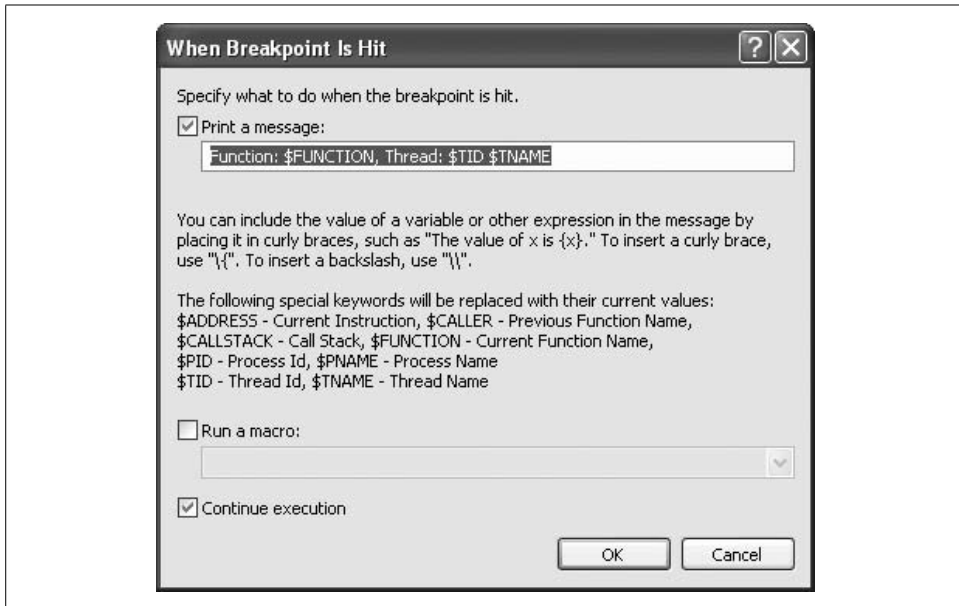 When Breakpoint Is Hit
Specify what to do when the breakpoint is hit.
Print a message:
Function: $FUNCTION, Thread: $TID $TNAME
You can include the value of a variable or other expression in the message by
placing it in curly braces, such as "The value of x is {x}." To insert a curly brace,
use "\{". To insert a backslash, use "\\".
The following special keywords will be replaced with their current values:
$ADDRESS - Current Instruction, $CALLER - Previous Function Name,
$CALLSTACK - Call Stack, $FUNCTION - Current Function Name,
$PID - Process Id, $PNAME - Process Name
$TID - Thread Id, $TNAME - Thread Name
Run a macro:
Continue execution
OK Cancel